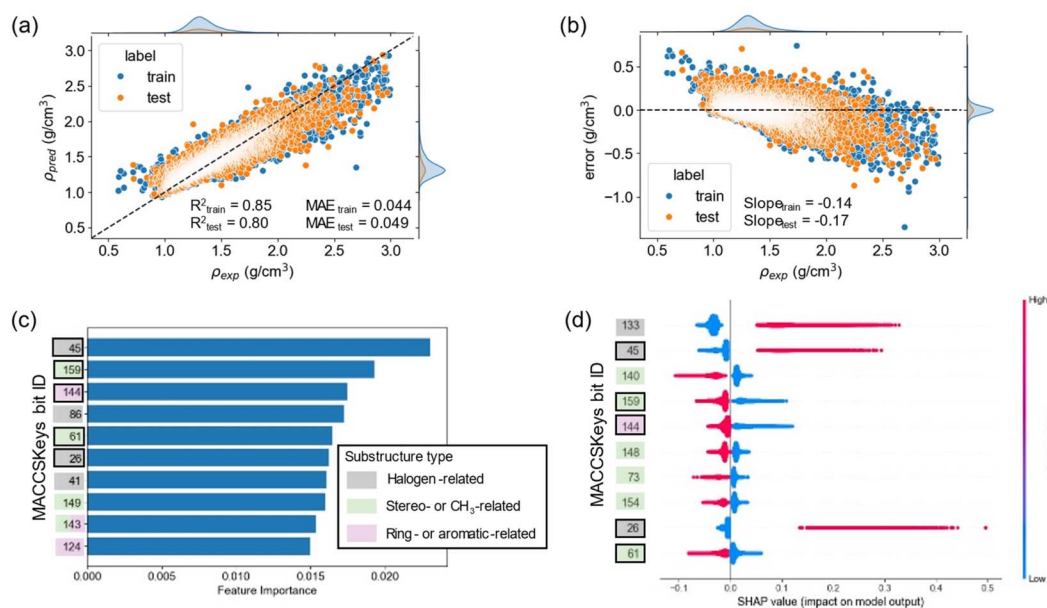 (a)
label
train
test
R²train = 0.85
R²test = 0.80
MAE train = 0.044
MAE test = 0.049
3.0
2.5
2.0
1.5
1.0
0.5
ρpred (g/cm³)
0.5 1.0 1.5 2.0 2.5 3.0
ρexp (g/cm³)
(b)
0.5
0.0
−0.5
−1.0
error (g/cm³)
label
train
test
Slopetrain = -0.14
Slopetest = -0.17
0.5 1.0 1.5 2.0 2.5 3.0
ρexp (g/cm³)
(c)
MACCSKeys bit ID
45
159
144
86
61
26
41
149
143
124
Substructure type
Halogen-related
Stereo- or CH₃-related
Ring- or aromatic-related
0.000 0.005 0.010 0.015 0.020
Feature Importance
(d)
MACCSKeys bit ID
133
45
140
159
144
148
73
154
26
61
High
Low
−0.1 0.0 0.1 0.2 0.3 0.4 0.5
SHAP value (impact on model output)